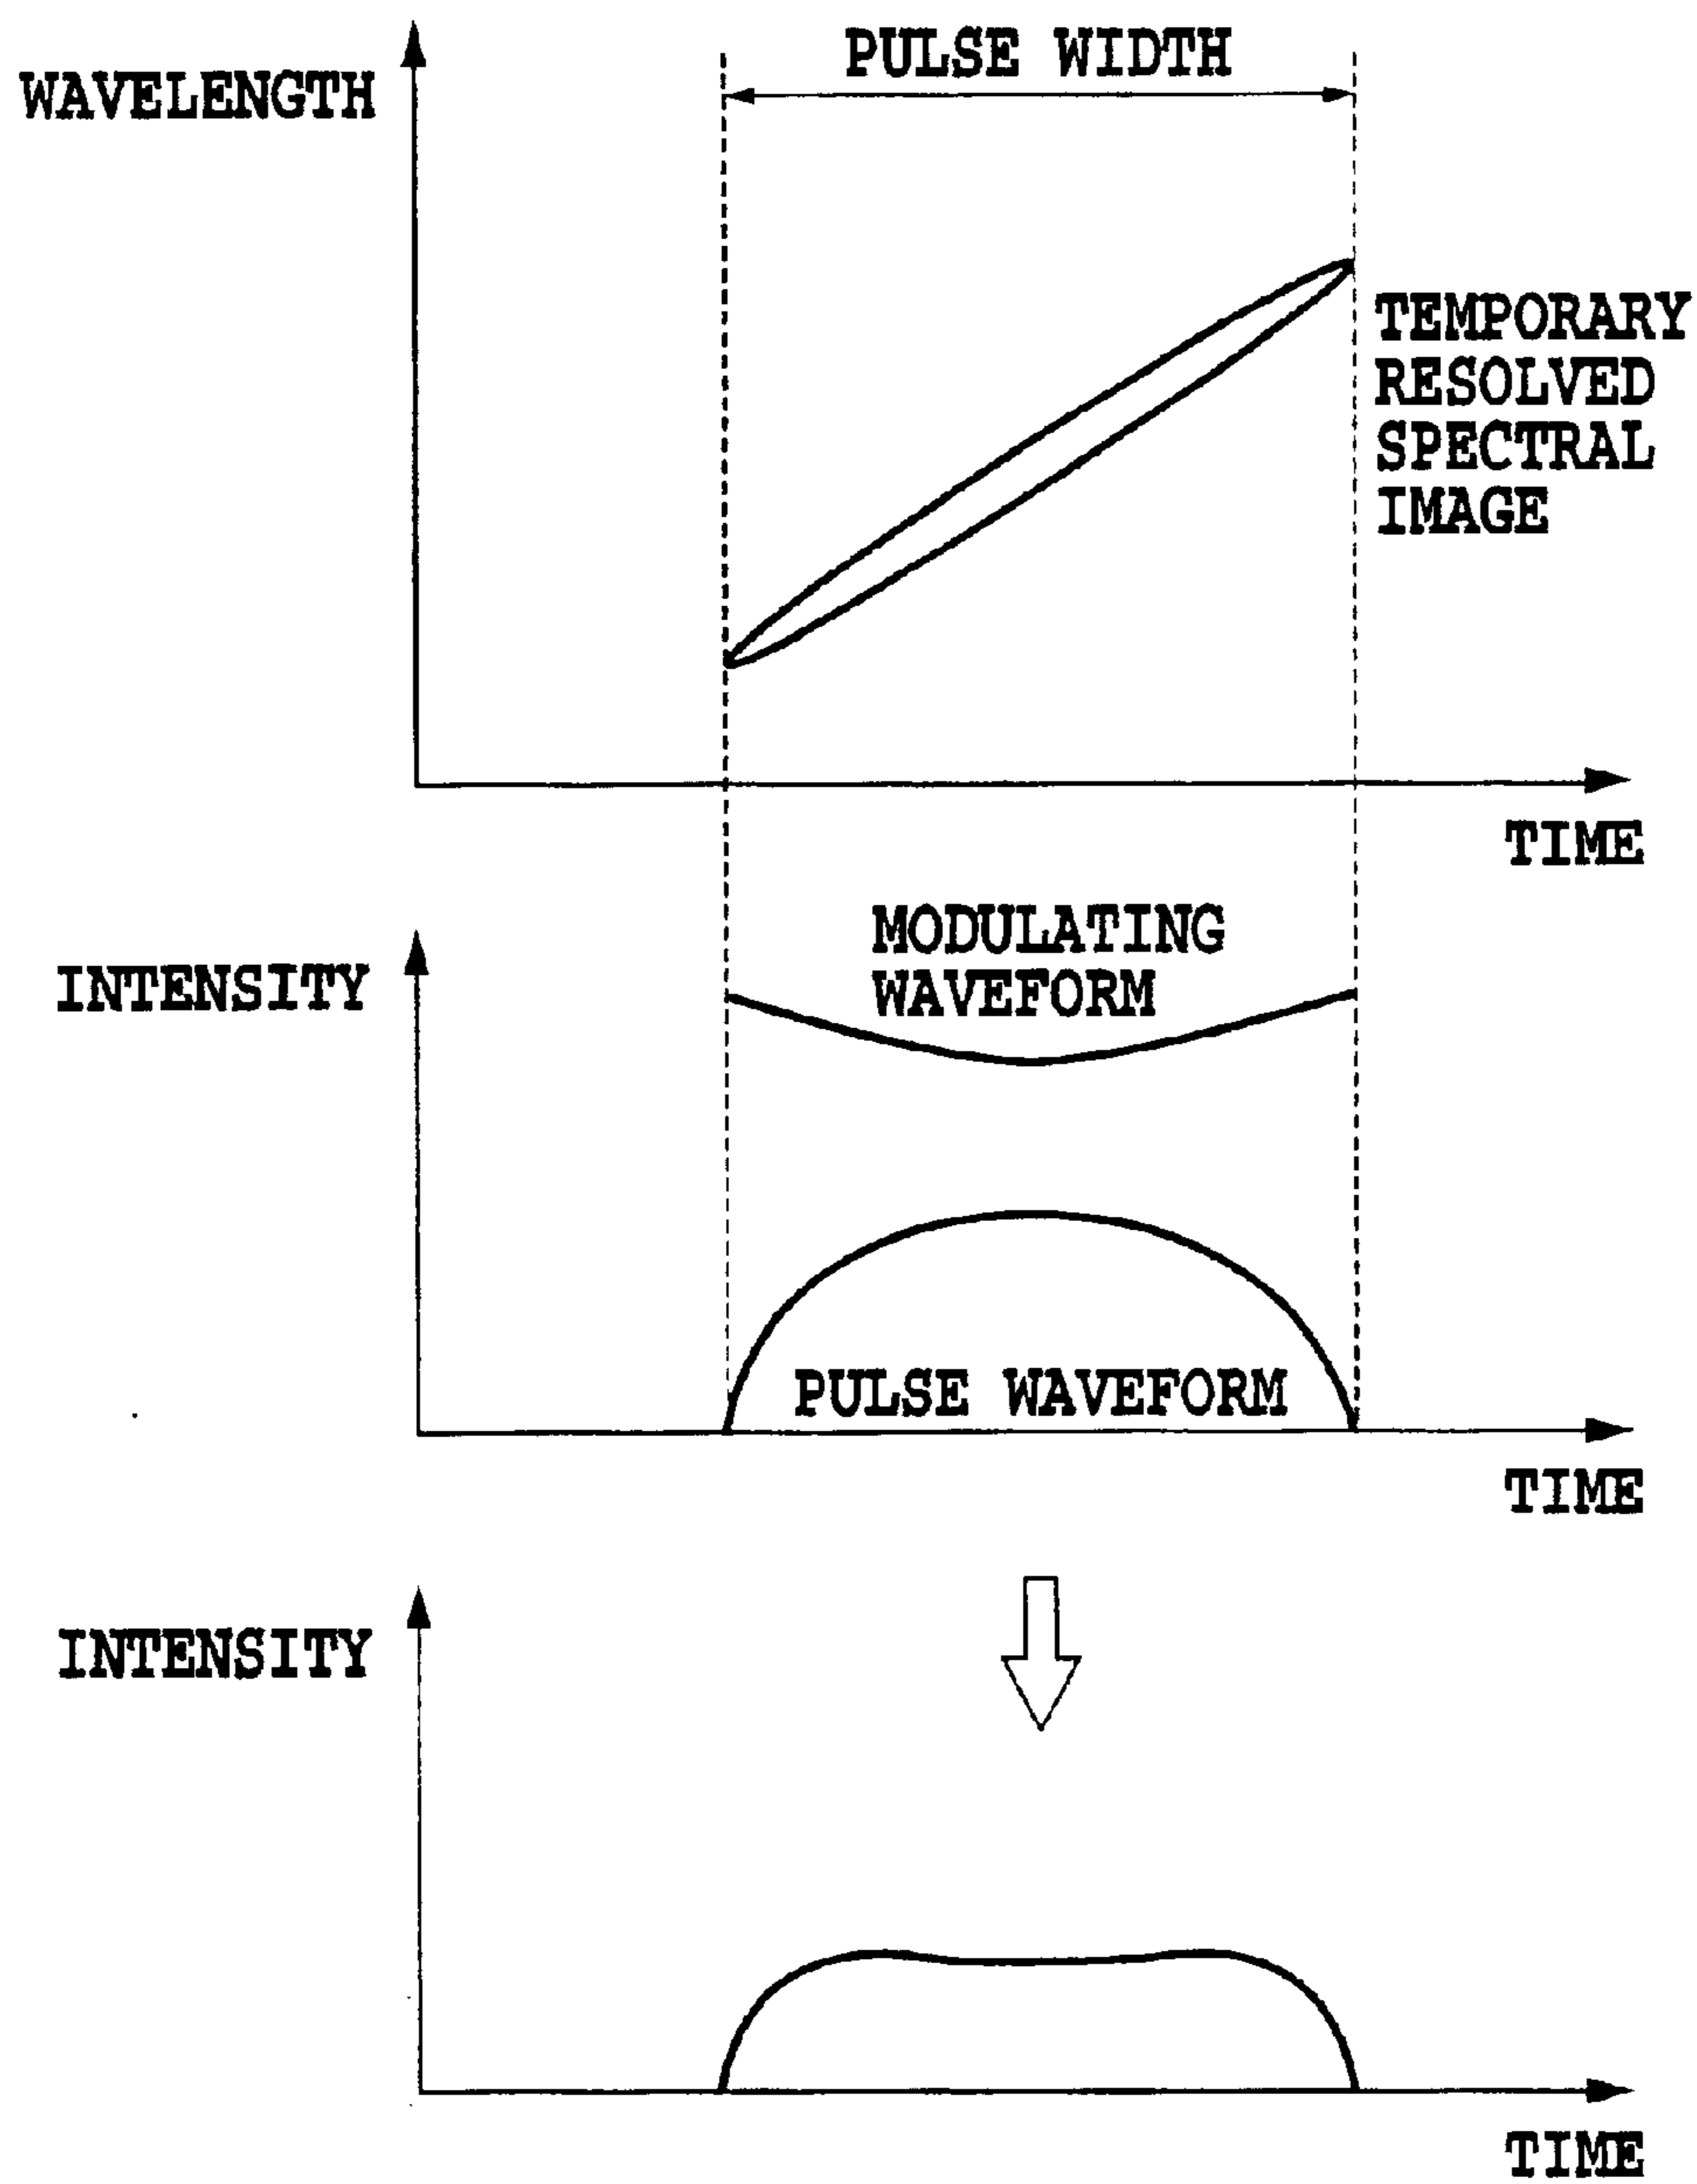 PULSE WIDTH
WAVELENGTH
TEMPORARY
RESOLVED
SPECTRAL
IMAGE
TIME
MODULATING
WAVEFORM
INTENSITY
PULSE WAVEFORM
TIME
INTENSITY
TIME